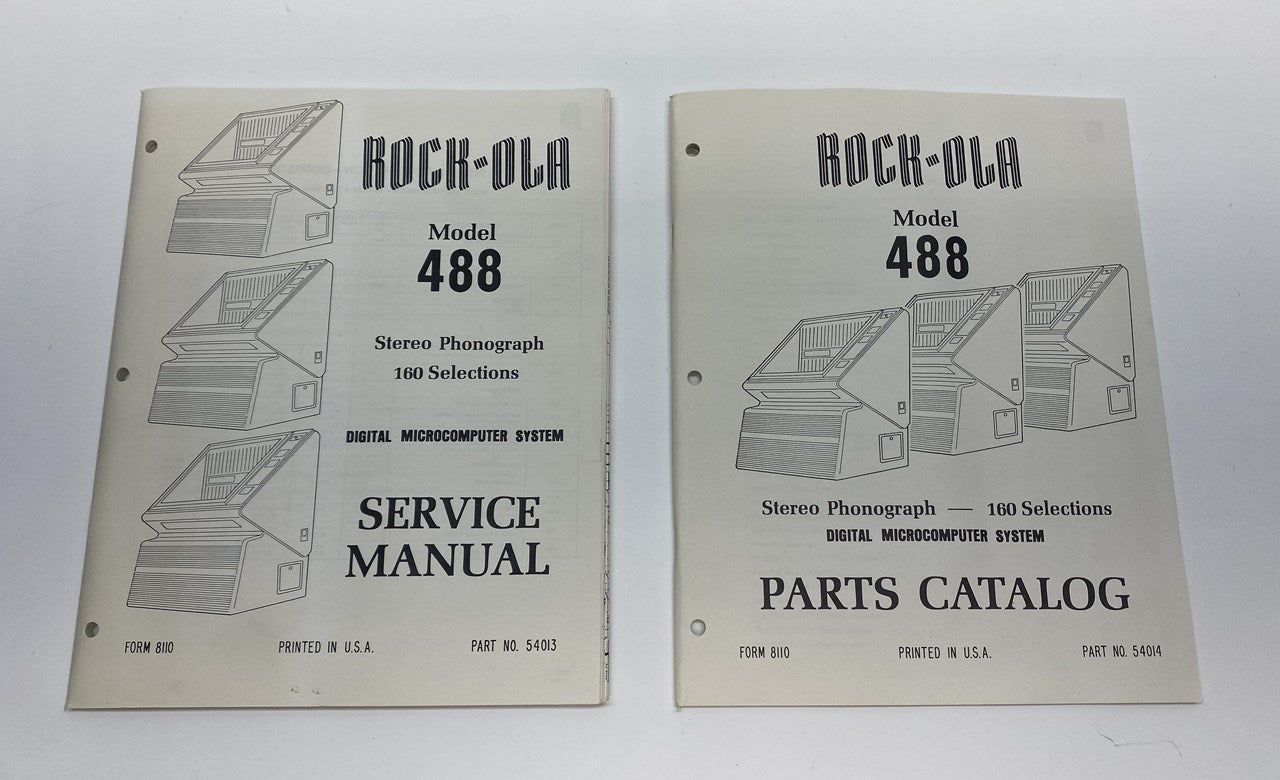 ROCK-OLA
Model
488
Stereo Phonograph
160 Selections
DIGITAL MICROCOMPUTER SYSTEM
SERVICE
MANUAL
FORM 8110 PRINTED IN U.S.A. PART NO. 54013
ROCK-OLA
Model
488
Stereo Phonograph — 160 Selections
DIGITAL MICROCOMPUTER SYSTEM
PARTS CATALOG
FORM 8110 PRINTED IN U.S.A. PART NO. 54014